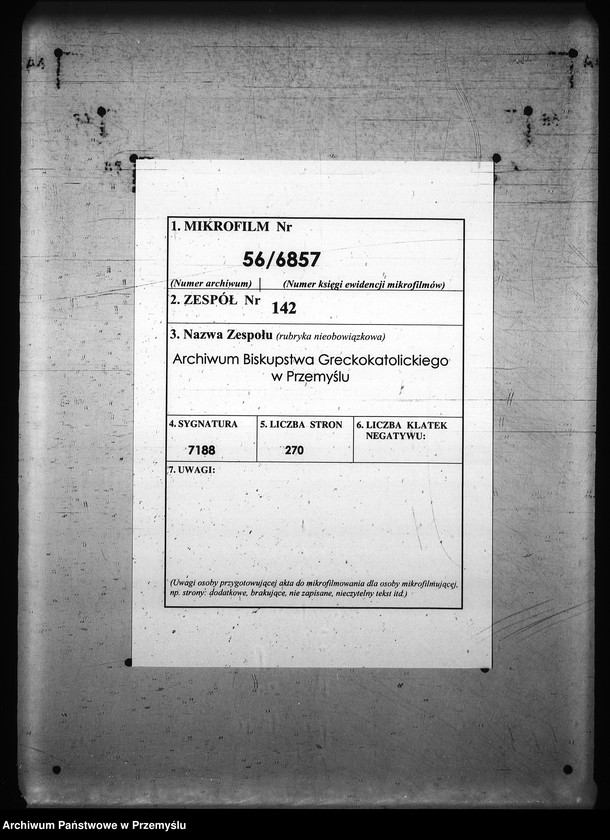 1. MIKROFILM Nr
56/6857
(Numer archiwum) (Numer księgi ewidencji mikrofilmów)
2. ZESPÓŁ Nr 142
3. Nazwa Zespołu (rubryka nieobowiązkowa)
Archiwum Biskupstwa Greckokatolickiego
w Przemyślu
4. SYGNATURA 5. LICZBA STRON 6. LICZBA KLATEK
NEGATYWU:
7188 270
7. UWAGI:
(Uwagi osoby przygotowującej akta do mikrofilmowania dla osoby mikrofilmującej,
np. strony: dodatkowe, brakujące, nie zapisane, nieczytelny tekst itd.)
Archiwum Państwowe w Przemyślu